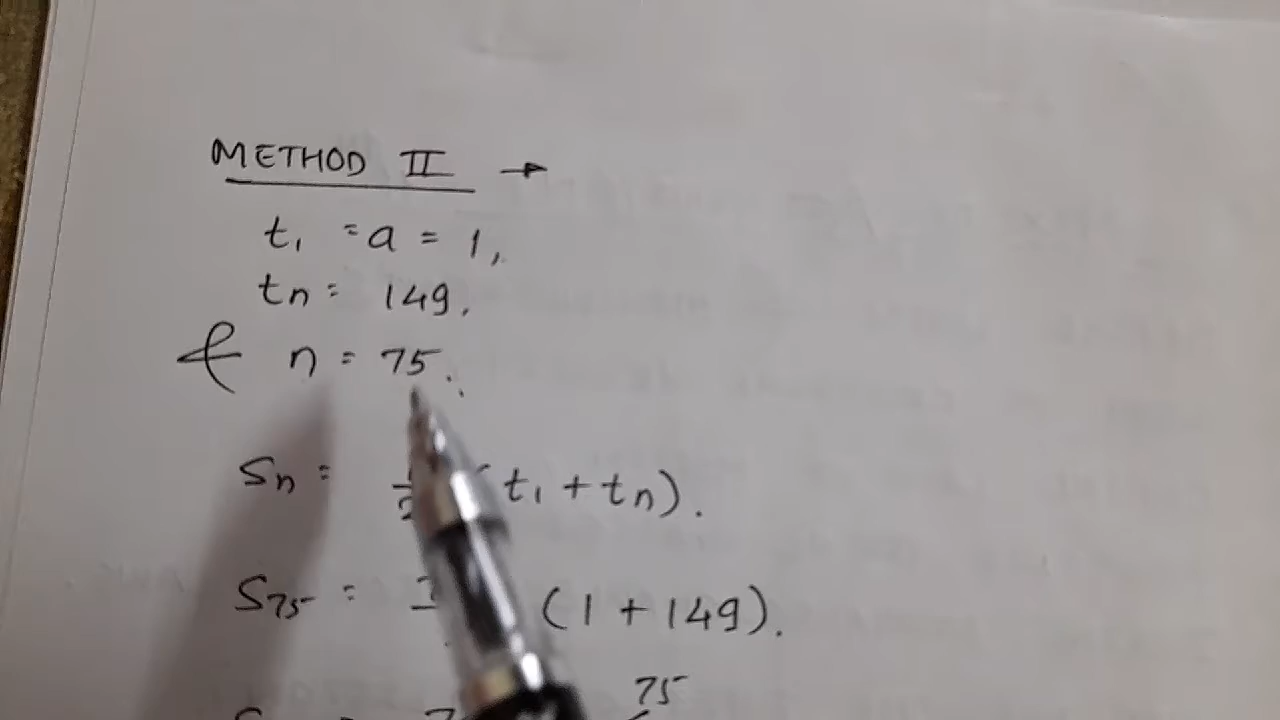 METHOD II →
t₁ = a = 1,
tn = 149.
& n = 75.
Sn = (t₁ + tn).
S75 = (1 + 149).
75